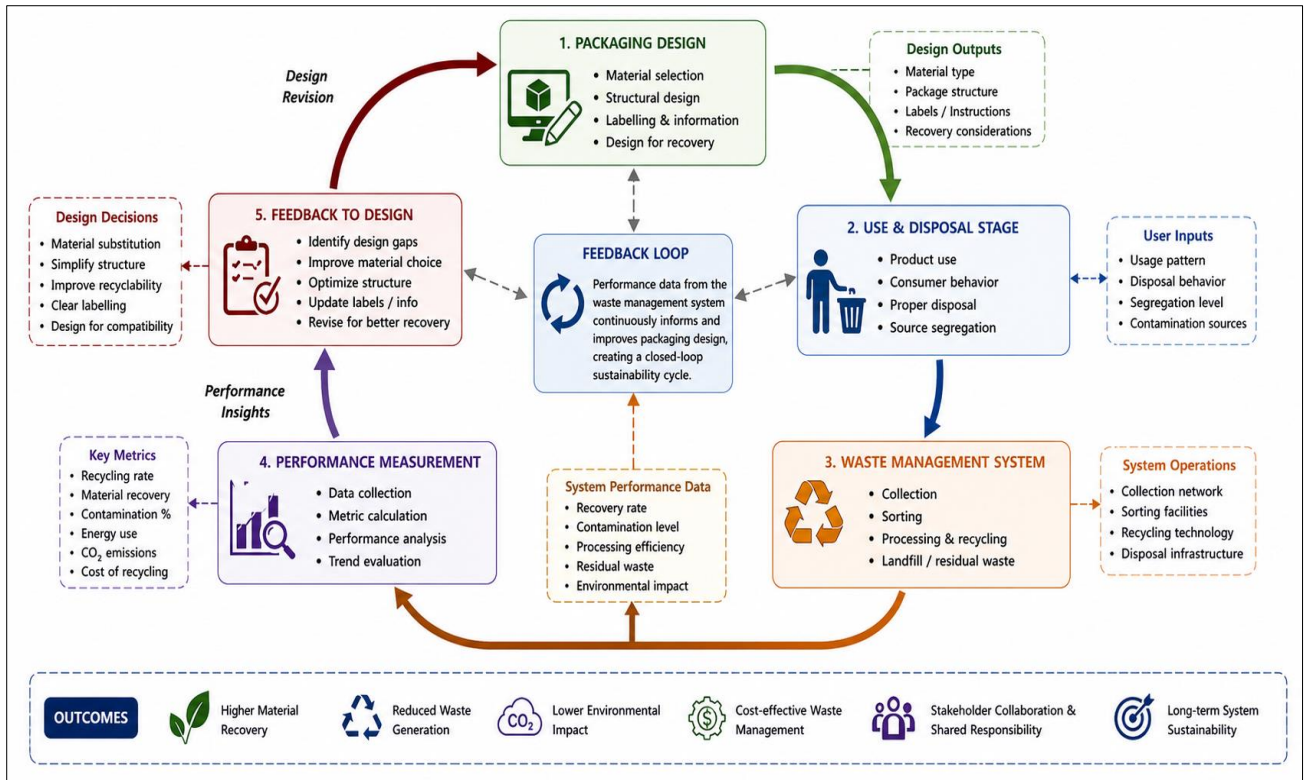 1. PACKAGING DESIGN
• Material selection
• Structural design
• Labelling & information
• Design for recovery
Design Outputs
• Material type
• Package structure
• Labels / Instructions
• Recovery considerations
Design
Revision
Design Decisions
• Material substitution
• Simplify structure
• Improve recyclability
• Clear labelling
• Design for compatibility
5. FEEDBACK TO DESIGN
• Identify design gaps
• Improve material choice
• Optimize structure
• Update labels / info
• Revise for better recovery
FEEDBACK LOOP
Performance data from the
waste management system
continuously informs and
improves packaging design,
creating a closed-loop
sustainability cycle.
2. USE & DISPOSAL STAGE
• Product use
• Consumer behavior
• Proper disposal
• Source segregation
User Inputs
• Usage pattern
• Disposal behavior
• Segregation level
• Contamination sources
Performance
Insights
Key Metrics
• Recycling rate
• Material recovery
• Contamination %
• Energy use
• CO₂ emissions
• Cost of recycling
4. PERFORMANCE MEASUREMENT
• Data collection
• Metric calculation
• Performance analysis
• Trend evaluation
System Performance Data
• Recovery rate
• Contamination level
• Processing efficiency
• Residual waste
• Environmental impact
3. WASTE MANAGEMENT SYSTEM
• Collection
• Sorting
• Processing & recycling
• Landfill / residual waste
System Operations
• Collection network
• Sorting facilities
• Recycling technology
• Disposal infrastructure
OUTCOMES
Higher Material
Recovery
Reduced Waste
Generation
CO₂
Lower Environmental
Impact
$
Cost-effective Waste
Management
Stakeholder Collaboration &
Shared Responsibility
Long-term System
Sustainability